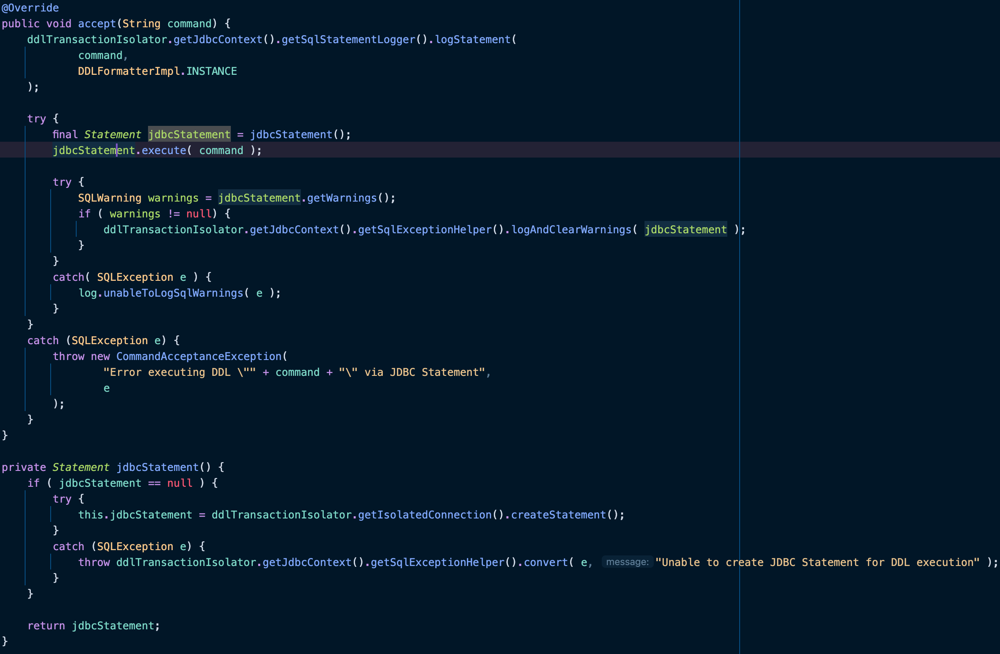 @Override
public void accept(String command) {
    ddlTransactionIsolator.getJdbcContext().getSqlStatementLogger().logStatement(
            command,
            DDLFormatterImpl.INSTANCE
    );

    try {
        final Statement jdbcStatement = jdbcStatement();
        jdbcStatement.execute( command );

        try {
            SQLWarning warnings = jdbcStatement.getWarnings();
            if ( warnings != null) {
                ddlTransactionIsolator.getJdbcContext().getSqlExceptionHelper().logAndClearWarnings( jdbcStatement );
            }
        }
        catch( SQLException e ) {
            log.unableToLogSqlWarnings( e );
        }
    }
    catch (SQLException e) {
        throw new CommandAcceptanceException(
                "Error executing DDL \"" + command + "\" via JDBC Statement",
                e
        );
    }
}

private Statement jdbcStatement() {
    if ( jdbcStatement == null ) {
        try {
            this.jdbcStatement = ddlTransactionIsolator.getIsolatedConnection().createStatement();
        }
        catch (SQLException e) {
            throw ddlTransactionIsolator.getJdbcContext().getSqlExceptionHelper().convert( e, message: "Unable to create JDBC Statement for DDL execution" );
        }
    }

    return jdbcStatement;
}